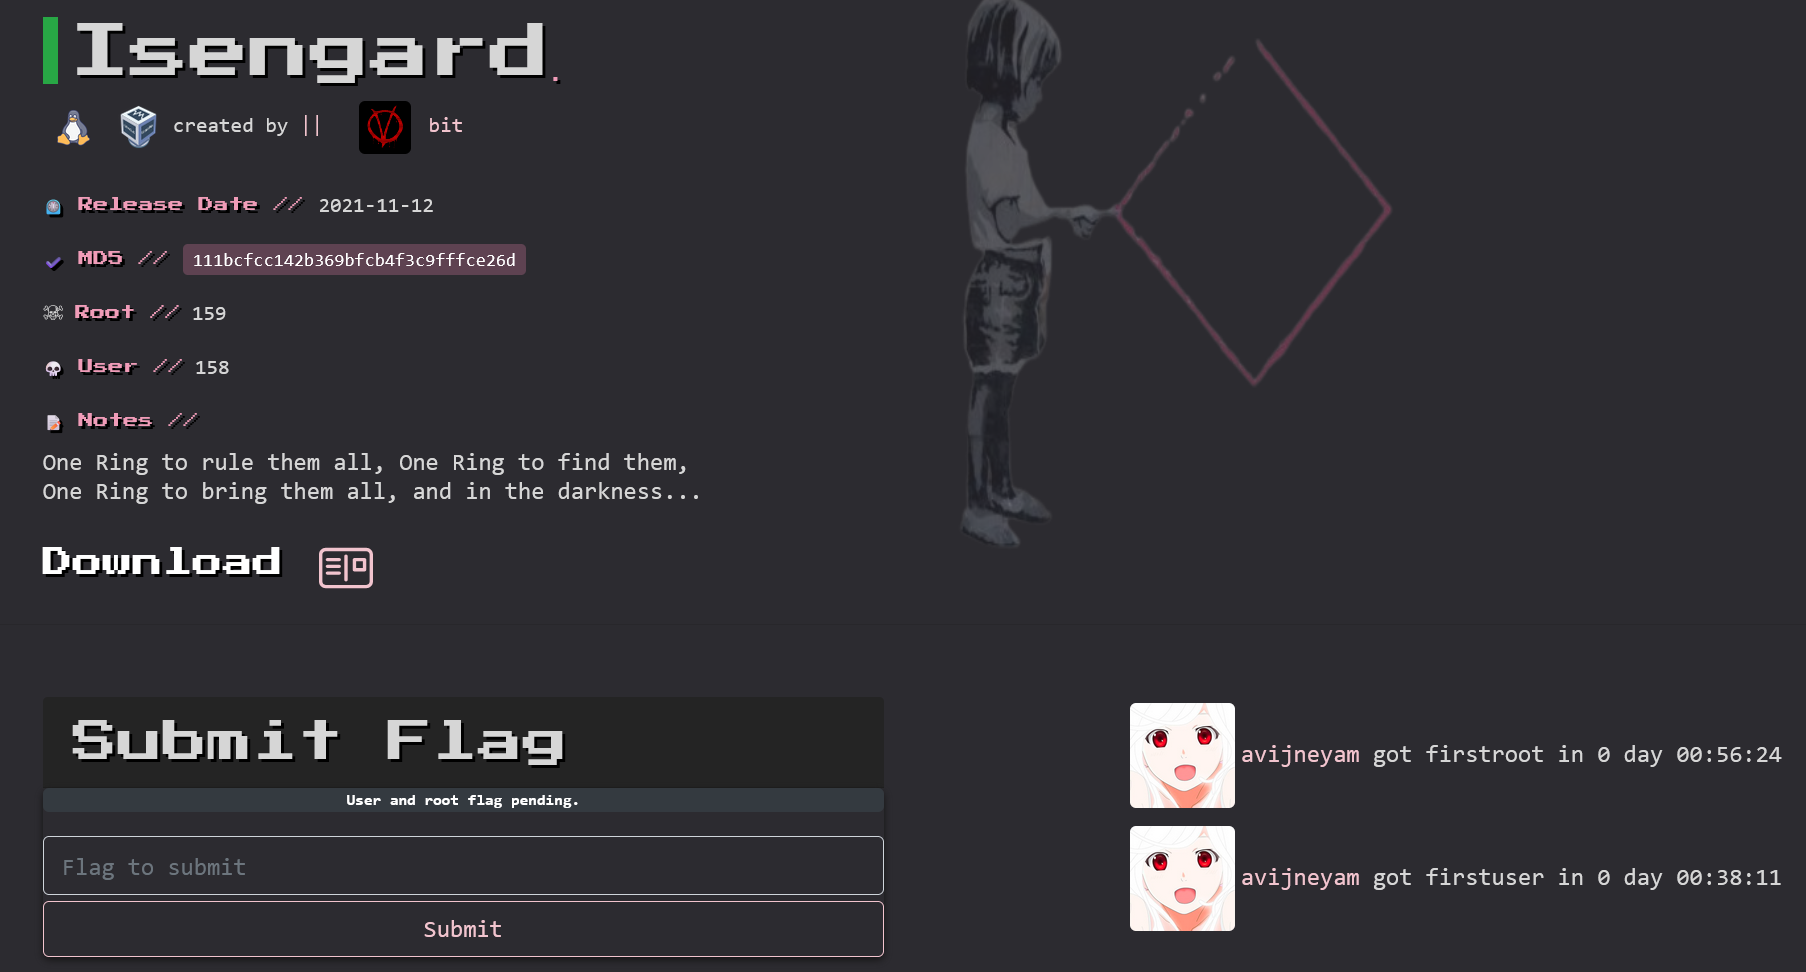 Isengard.
created by || bit
Release Date // 2021-11-12
MD5 // 111bcfcc142b369bfcb4f3c9fffce26d
Root // 159
User // 158
Notes //
One Ring to rule them all, One Ring to find them,
One Ring to bring them all, and in the darkness...
Download
Submit Flag
User and root flag pending.
Flag to submit
Submit
avijneyam got firstroot in 0 day 00:56:24
avijneyam got firstuser in 0 day 00:38:11